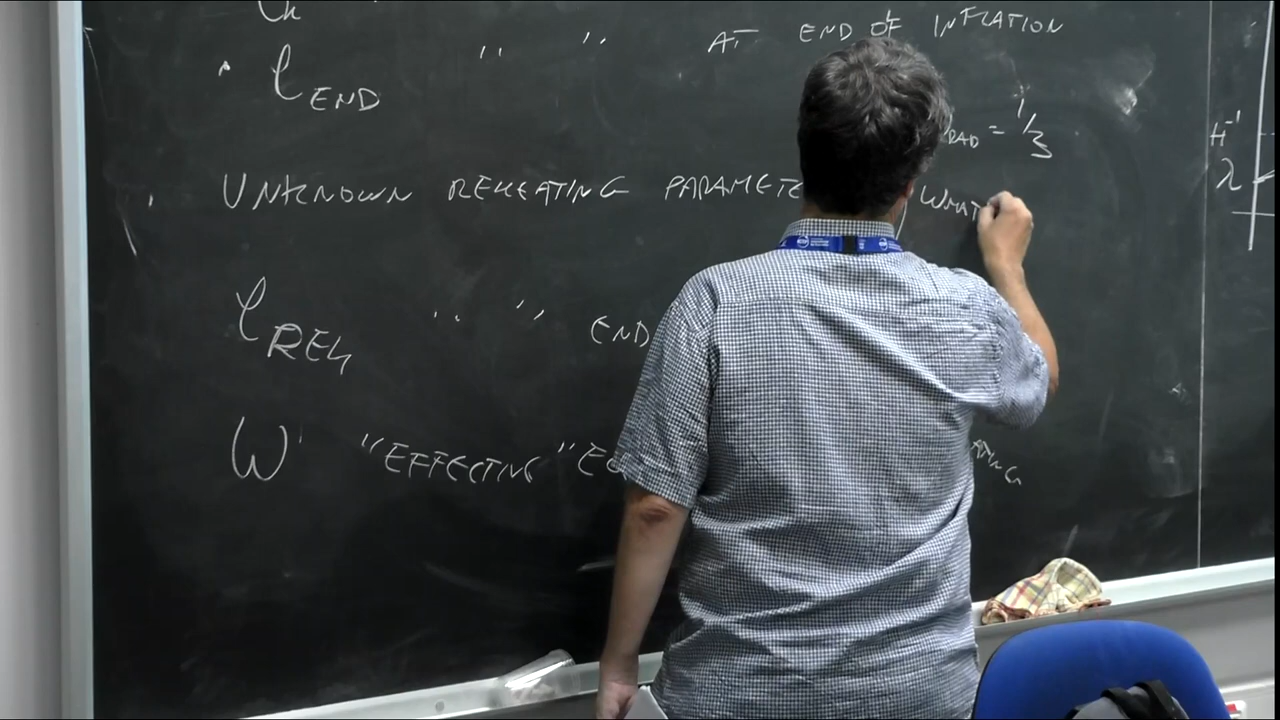 " " AT END OF INFLATION
ρ END
RAD = 1/3
H⁻¹
UNKNOWN REHEATING PARAMETE / WHAT
λ
ρ REH " " END
W "EFFECTIVE"